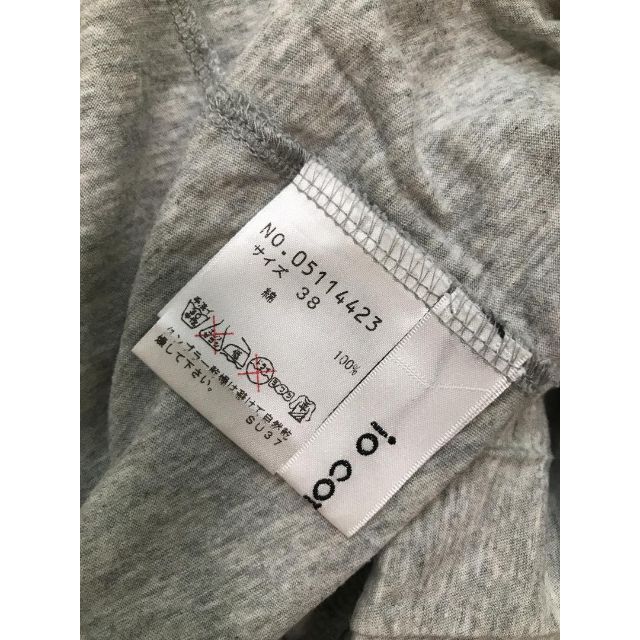 NO.05114423
サイズ 38
綿 100%
タンブラー乾燥は避けて自然乾
燥して下さい。
SU37
io co